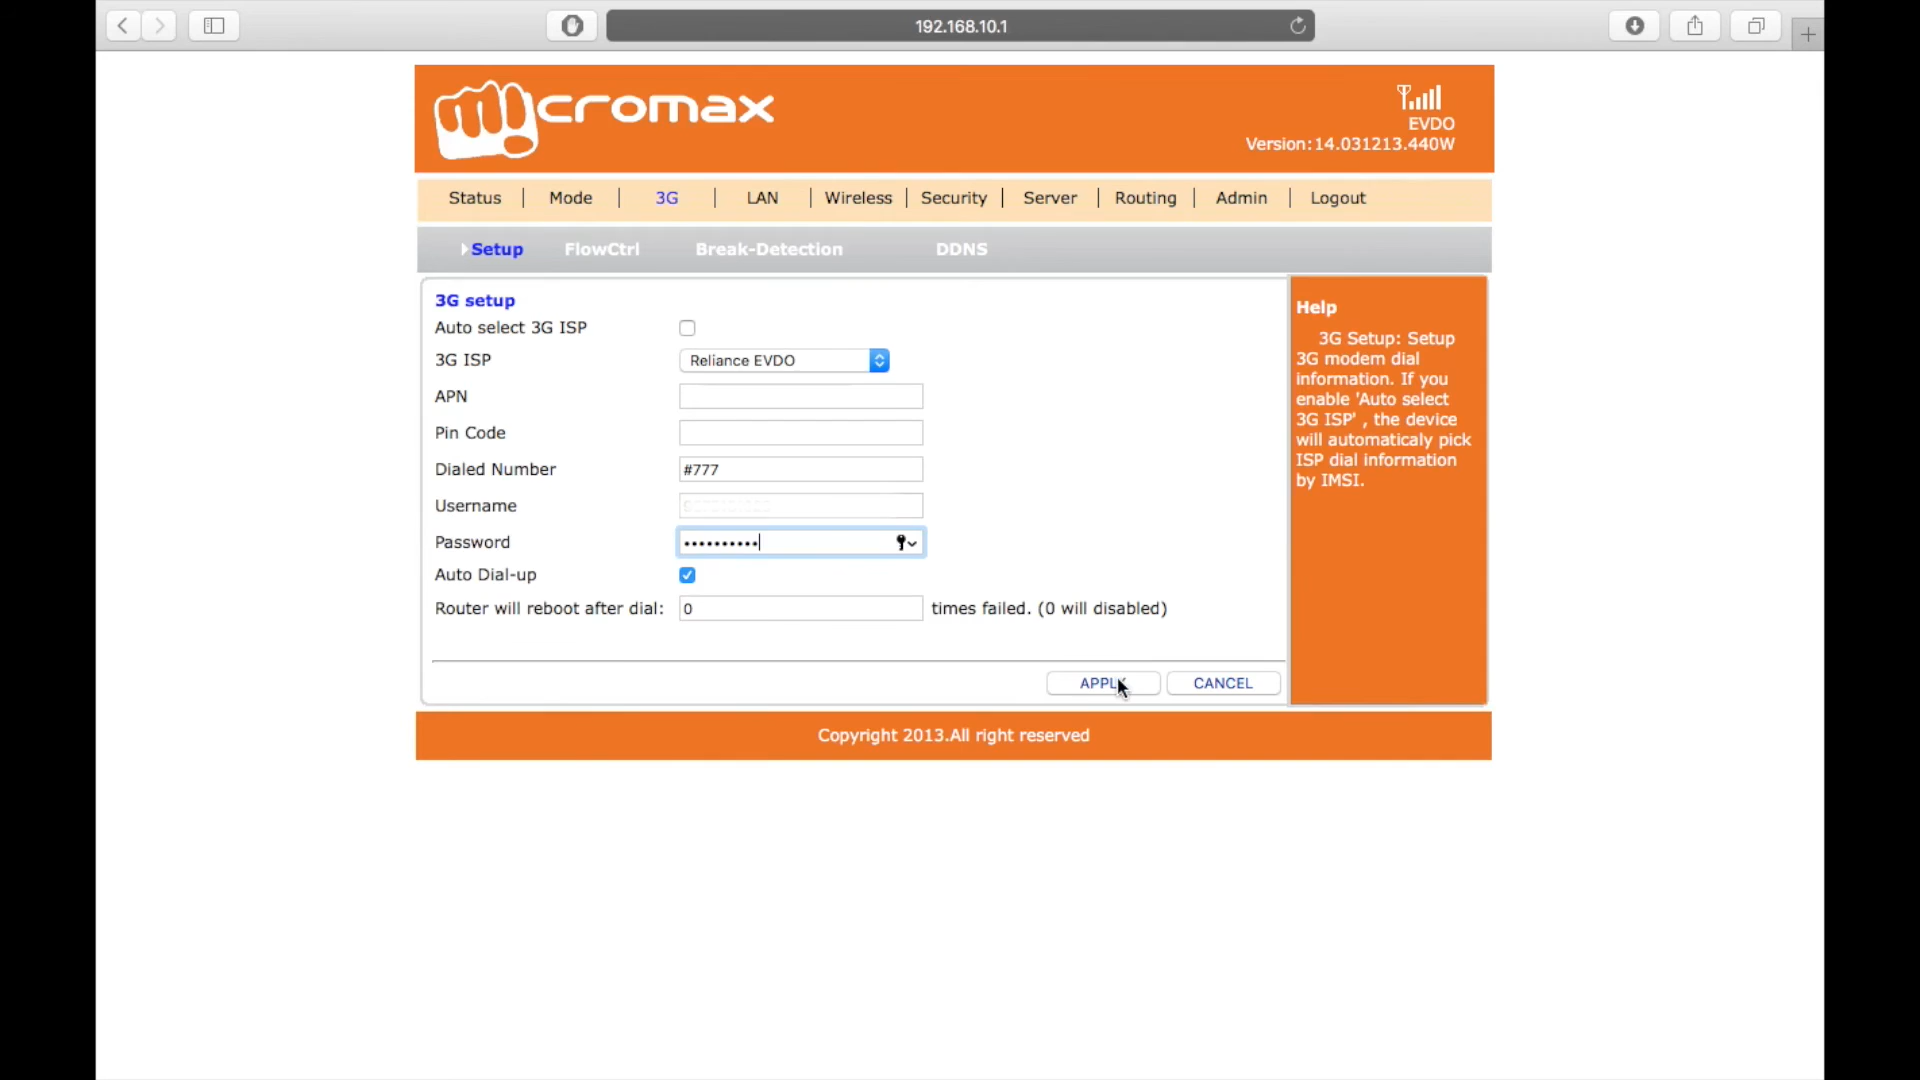 192.168.10.1
micromax
EVDO
Version:14.031213.440W
Status | Mode | 3G | LAN | Wireless | Security | Server | Routing | Admin | Logout
Setup FlowCtrl Break-Detection DDNS
3G setup
Auto select 3G ISP
3G ISP Reliance EVDO
APN
Pin Code
Dialed Number #777
Username
Password ••••••••••
Auto Dial-up
Router will reboot after dial: 0 times failed. (0 will disabled)
APPLY CANCEL
Help
3G Setup: Setup
3G modem dial
information. If you
enable 'Auto select
3G ISP' , the device
will automaticaly pick
ISP dial information
by IMSI.
Copyright 2013.All right reserved